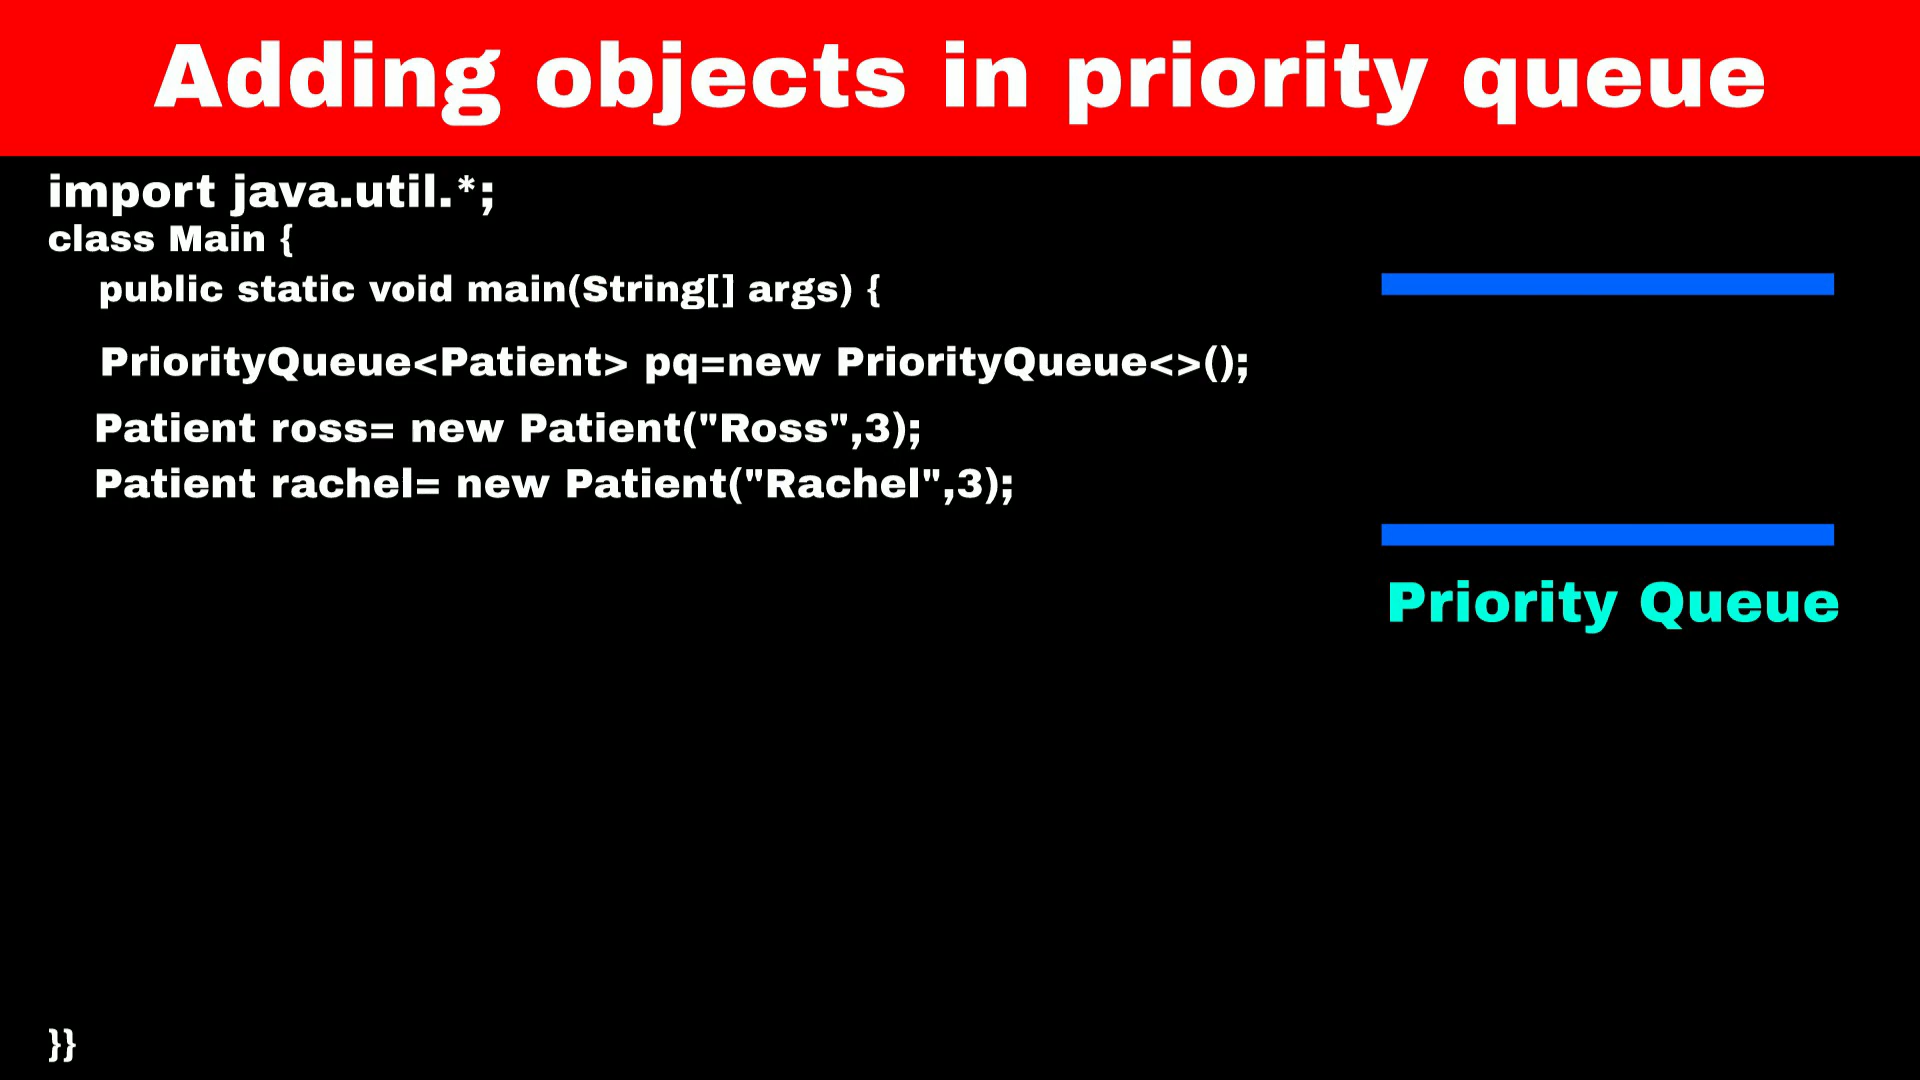 Adding objects in priority queue
import java.util.*;
class Main {
public static void main(String[] args) {
PriorityQueue<Patient> pq=new PriorityQueue<>();
Patient ross= new Patient("Ross",3);
Patient rachel= new Patient("Rachel",3);
Priority Queue
}}